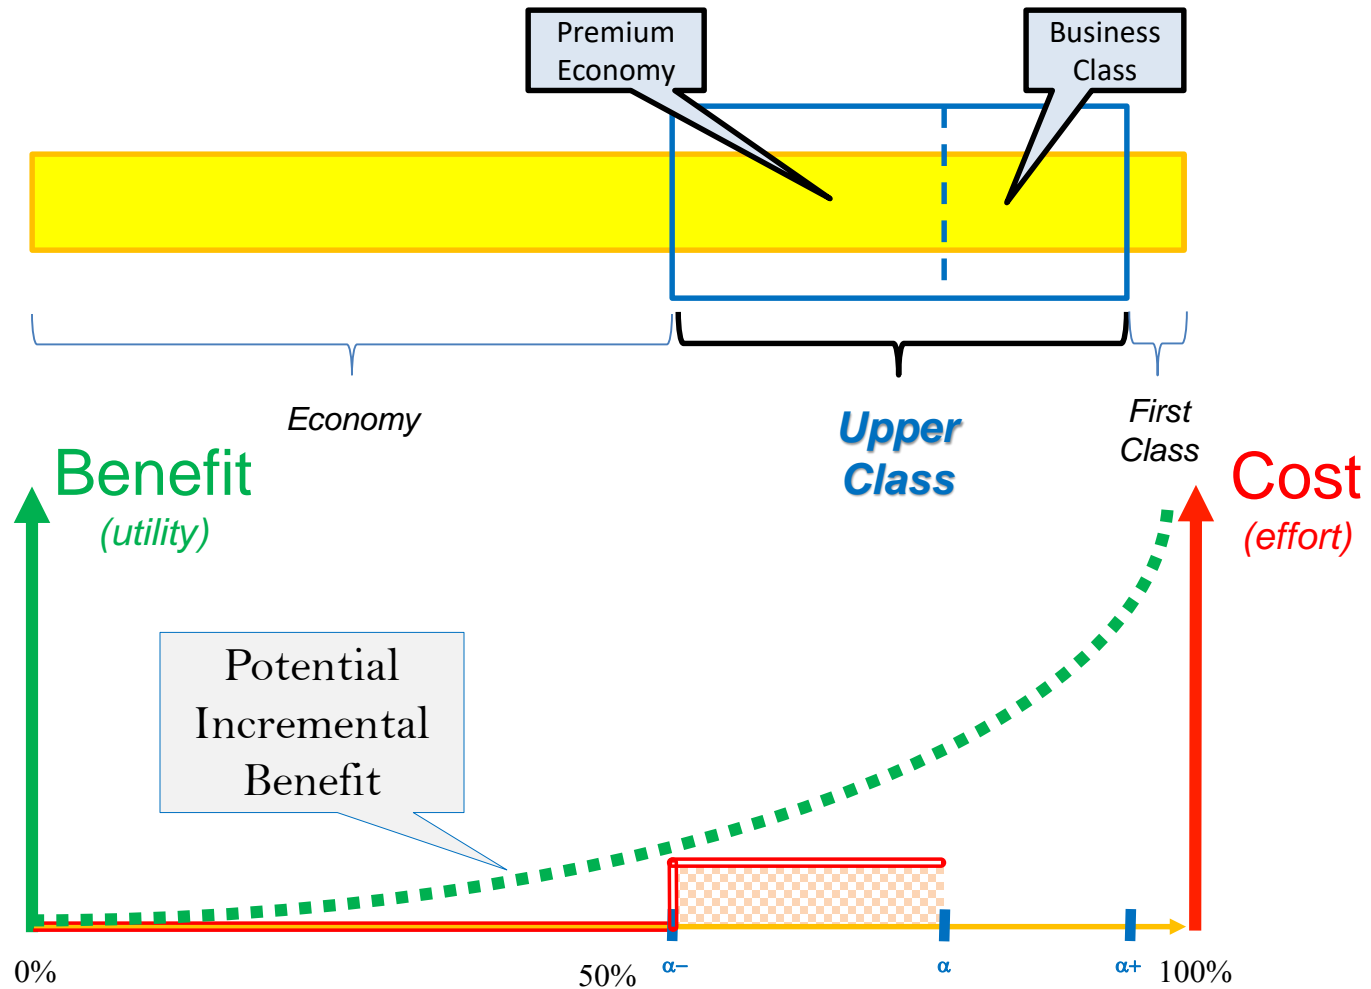 Premium
Economy
Business
Class
Economy
Upper
Class
First
Class
Benefit
(utility)
Cost
(effort)
Potential
Incremental
Benefit
0%
50%
α−
α
α+
100%